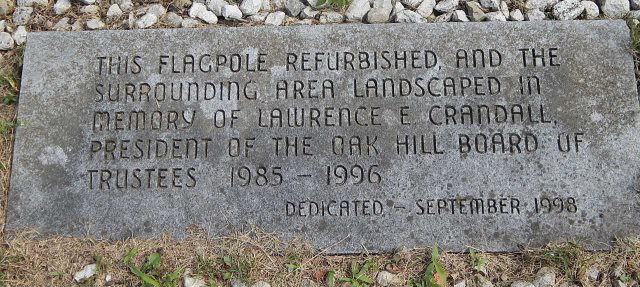 THIS FLAGPOLE REFURBISHED, AND THE
SURROUNDING AREA LANDSCAPED IN
MEMORY OF LAWRENCE E. CRANDALL,
PRESIDENT OF THE OAK HILL BOARD OF
TRUSTEES 1985 - 1996
DEDICATED - SEPTEMBER 1998